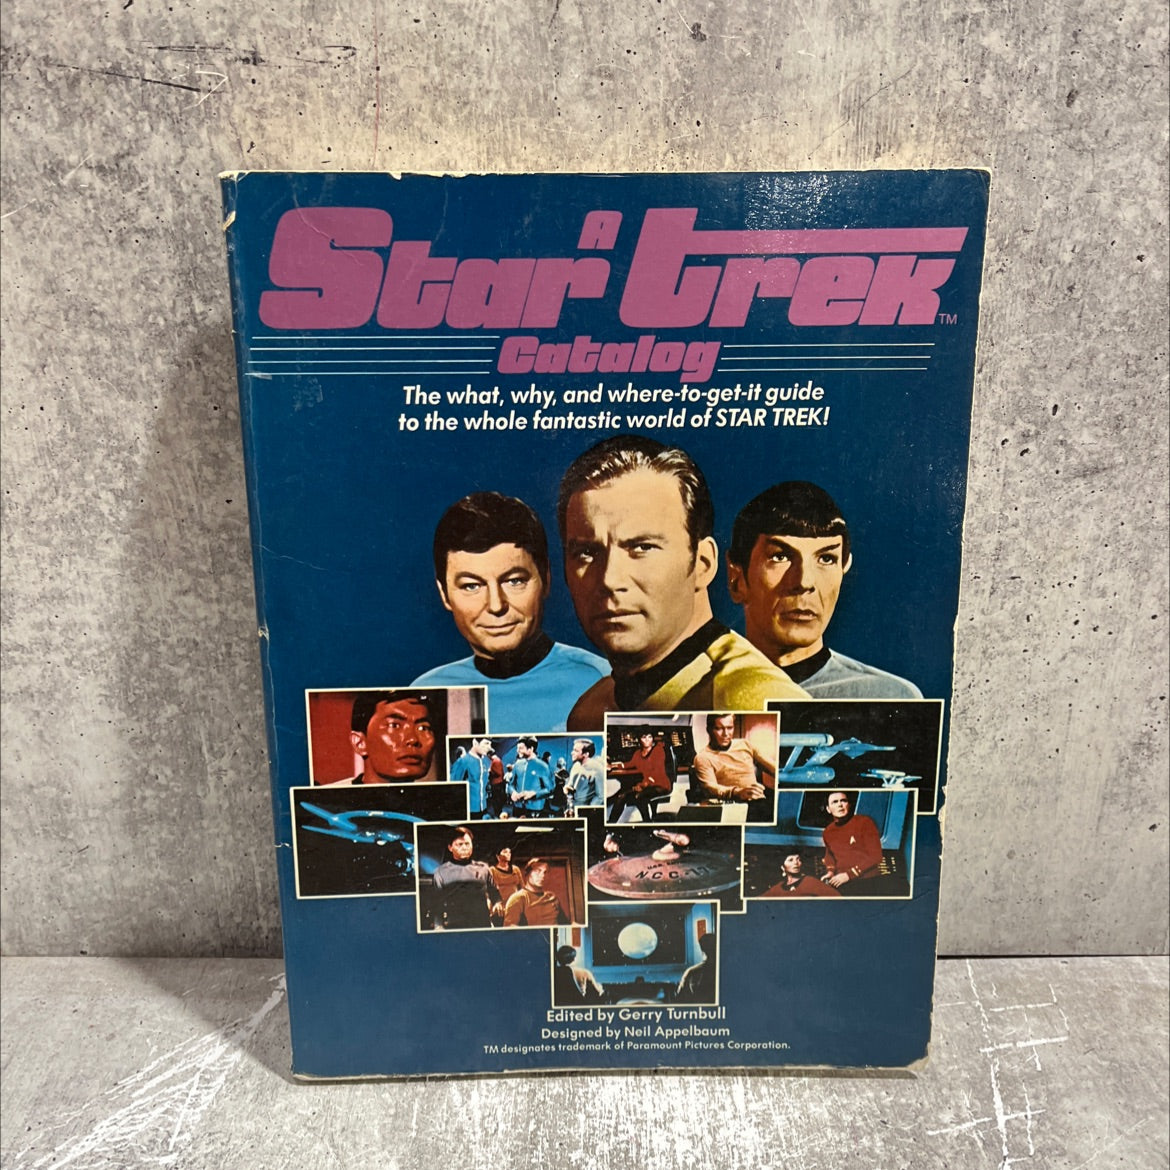 A
Star Trek
TM
Catalog
The what, why, and where-to-get-it guide
to the whole fantastic world of STAR TREK!
NCC-17
Edited by Gerry Turnbull
Designed by Neil Appelbaum
TM designates trademark of Paramount Pictures Corporation.